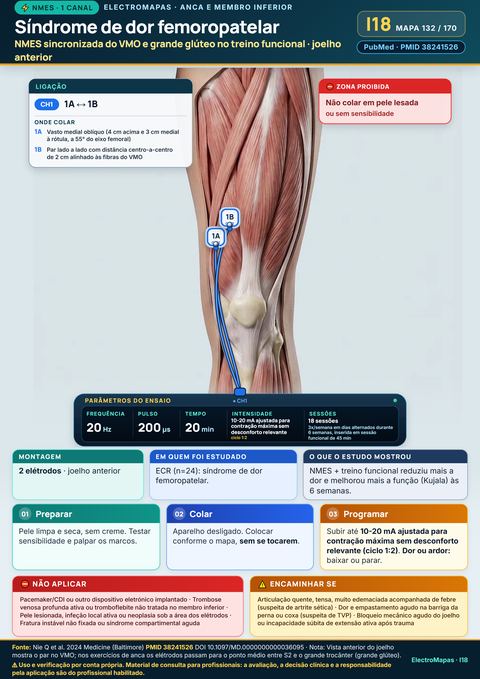 NMES · 1 CANAL
ELECTROMAPAS · ANCA E MEMBRO INFERIOR
Síndrome de dor femoropatelar
NMES sincronizada do VMO e grande glúteo no treino funcional · joelho
anterior
I18 MAPA 132 / 170
PubMed · PMID 38241526
LIGAÇÃO
CH1 1A ↔ 1B
ONDE COLAR
1A Vasto medial oblíquo (4 cm acima e 3 cm medial
à rótula, a 55° do eixo femoral)
1B Par lado a lado com distância centro-a-centro
de 2 cm alinhado às fibras do VMO
ZONA PROIBIDA
Não colar em pele lesada
ou sem sensibilidade
1B
1A
CH1
PARÂMETROS DO ENSAIO
FREQUÊNCIA
20 Hz
PULSO
200 µs
TEMPO
20 min
INTENSIDADE
10-20 mA ajustada para
contração máxima sem
desconforto relevante
ciclo 1:2
SESSÕES
18 sessões
3x/semana em dias alternados durante
6 semanas, inserida em sessão
funcional de 45 min
MONTAGEM
2 elétrodos · joelho anterior
EM QUEM FOI ESTUDADO
ECR (n=24): síndrome de dor
femoropatelar.
O QUE O ESTUDO MOSTROU
NMES + treino funcional reduziu mais a
dor e melhorou mais a função (Kujala) às
6 semanas.
01 Preparar
Pele limpa e seca, sem creme. Testar
sensibilidade e palpar os marcos.
02 Colar
Aparelho desligado. Colocar
conforme o mapa, sem se tocarem.
03 Programar
Subir até 10-20 mA ajustada para
contração máxima sem desconforto
relevante (ciclo 1:2). Dor ou ardor:
baixar ou parar.
NÃO APLICAR
Pacemaker/CDI ou outro dispositivo eletrónico implantado · Trombose
venosa profunda ativa ou tromboflebite não tratada no membro inferior ·
Pele lesionada, infeção local ativa ou neoplasia sob a área dos elétrodos ·
Fratura instável não fixada ou síndrome compartimental aguda
ENCAMINHAR SE
Articulação quente, tensa, muito edemaciada acompanhada de febre
(suspeita de artrite sética) · Dor e empastamento agudo na barriga da
perna ou coxa (suspeita de TVP) · Bloqueio mecânico agudo do joelho
ou incapacidade súbita de extensão ativa após trauma
Fonte: Nie Q et al. 2024 Medicine (Baltimore) PMID 38241526 DOI 10.1097/MD.0000000000036095 · Nota: Vista anterior do joelho
mostra o par no VMO; nos exercícios de anca os elétrodos passam para o ponto médio entre S2 e o grande trocânter (grande glúteo).
Uso e verificação por conta própria. Material de consulta para profissionais: a avaliação, a decisão clínica e a responsabilidade
pela aplicação são do profissional habilitado.
ElectroMapas · I18